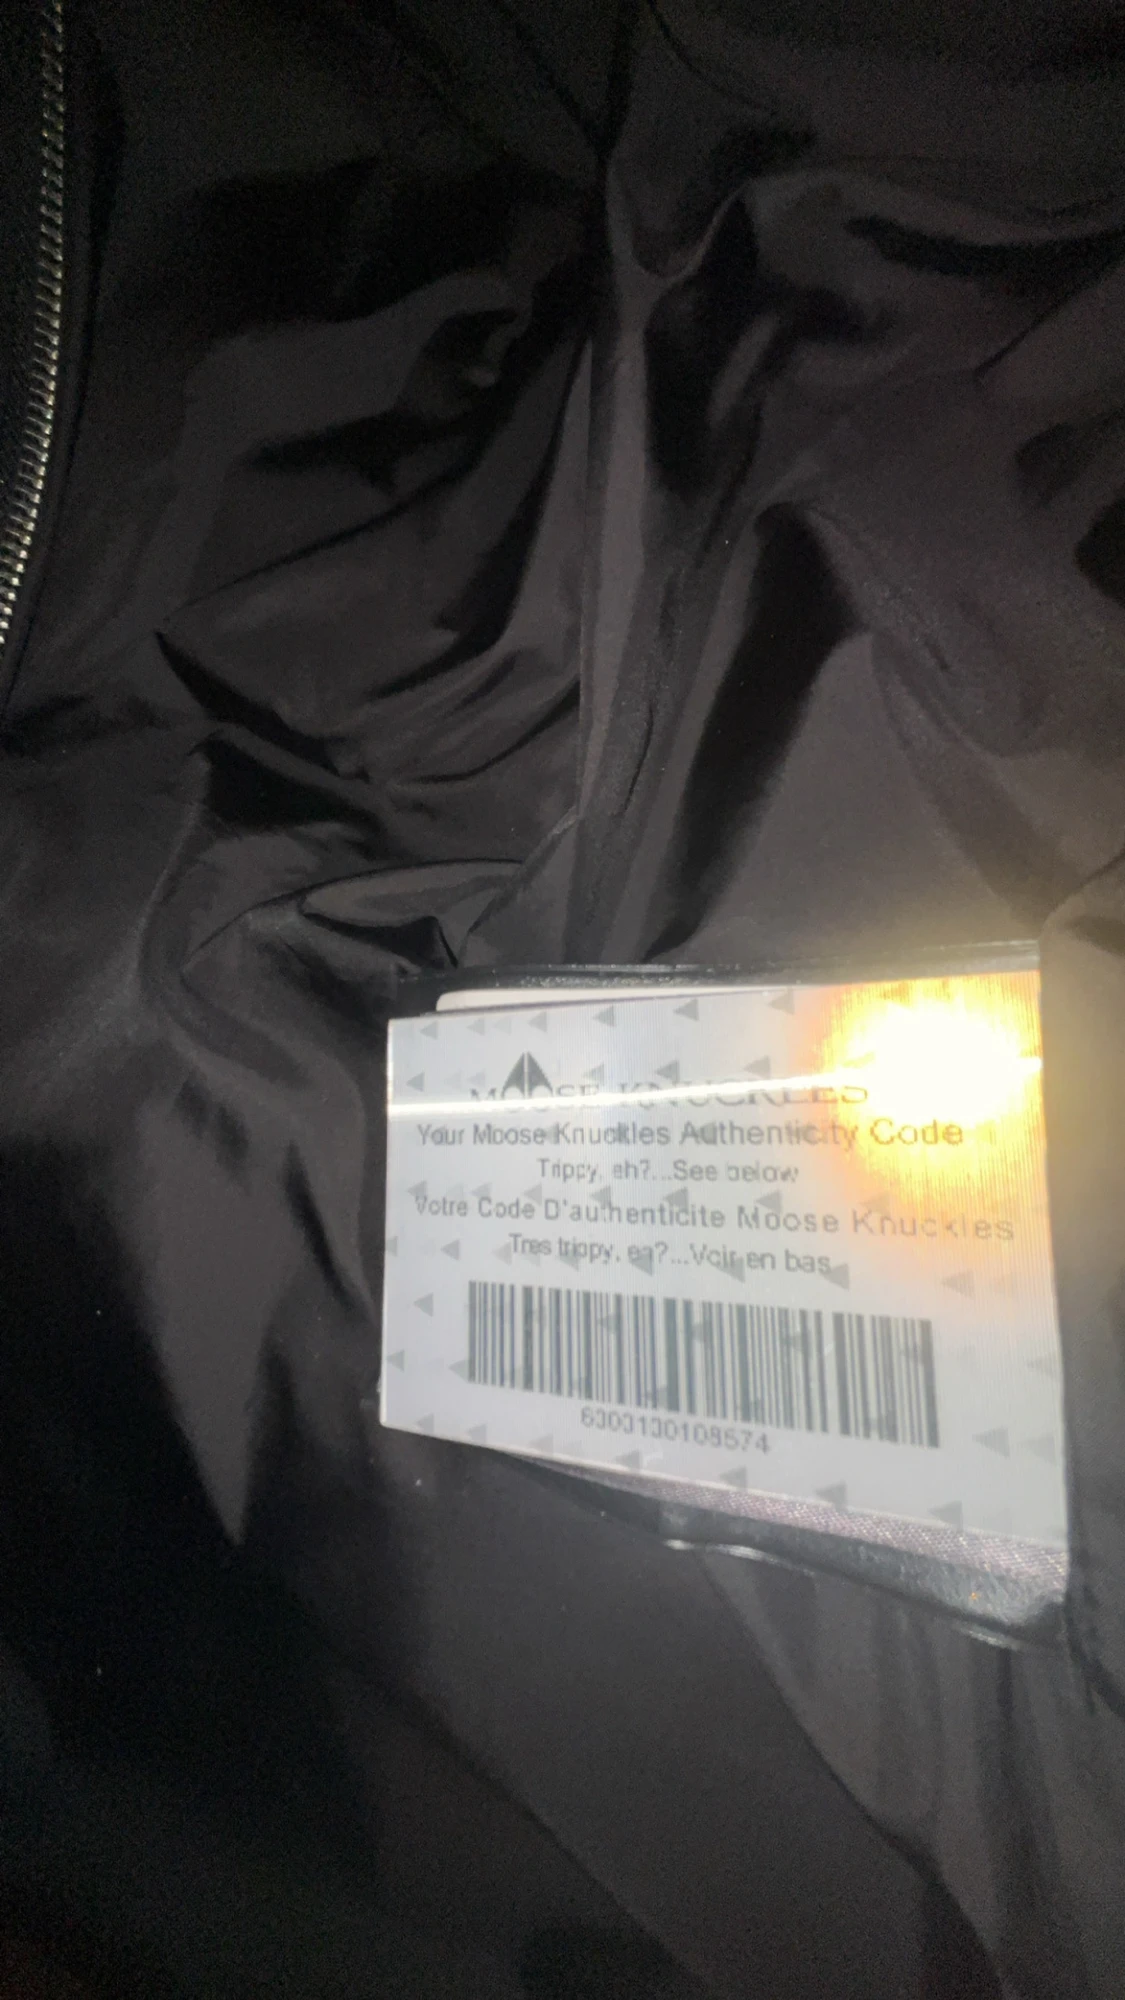 MOOSE KNUCKLES
Your Moose Knuckles Authenticity Code
Trippy, eh?...See below
Votre Code D'authenticite Moose Knuckles
Tres trippy, ea?...Voir en bas
6303130108574